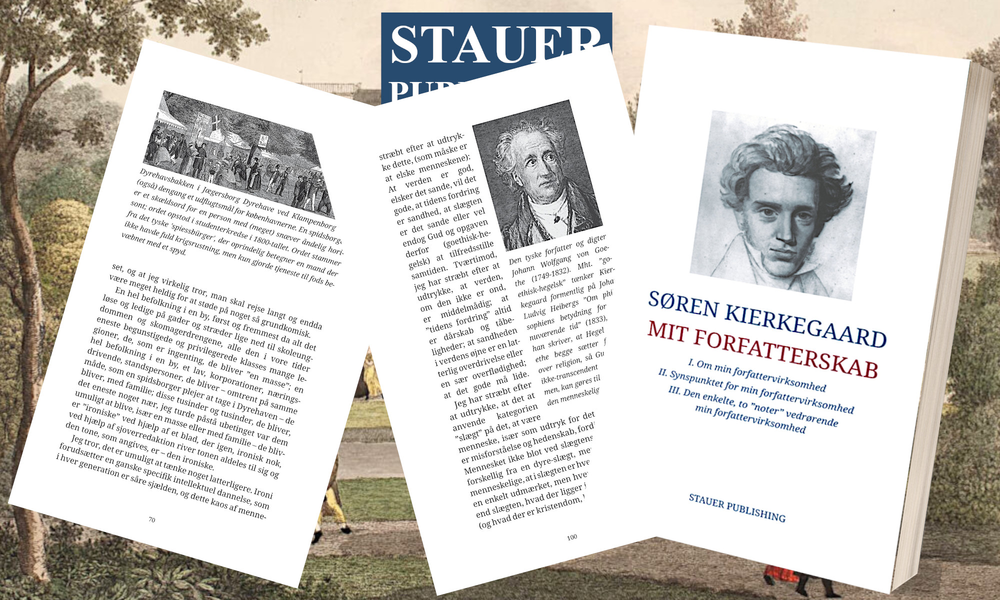 STAUER
Dyrehavsbakken i Jægersborg Dyrehave ved Klampenborg
(også) dengang et udflugtsmål for københavnerne. En spidsborger
er et skældsord for en person med (meget) snæver åndelig hori-
sont; ordet opstod i studenterkredse i 1800-tallet. Ordet stammer
fra det tyske 'spiessbürger', der oprindelig betegner en mand der
ikke havde fuld krigsrustning, men kun gjorde tjeneste til fods be-
væbnet med et spyd.
set, og at jeg virkelig tror, man skal rejse langt og endda
være meget heldig for at støde på noget så grundkomisk.
En hel befolkning i en by, først og fremmest da alt det
løse og ledige på gader og stræder lige ned til skoleung-
dommen og skomagerdrengene, alle den i vore tider
eneste begunstigede og privilegerede klasses mange le-
gioner, de, som er ingenting, de bliver ”en masse”; en
hel befolkning i en by, et lav, korporationer, nærings-
drivende, standspersoner, de bliver – omtrent på samme
måde, som en spidsborger plejer at tage i Dyrehaven – de
bliver, med familie; disse tusinder og tusinder, de bliver,
det eneste noget nær, jeg turde påstå ubetinget var dem
umuligt at blive, især en masse eller med familie – de bliv-
er ”ironiske” ved hjælp af et blad, der igen, ironisk nok,
ved hjælp af sjoverredaktion river tonen aldeles til sig og
den tone, som angives, er – den ironiske.
Jeg tror, det er umuligt at tænke noget latterligere. Ironi
forudsætter en ganske specifik intellektuel dannelse, som
i hver generation er såre sjælden, og dette kaos af menne-
70
stræbt efter at udtryk-
ke dette, (som måske er
at elske menneskene):
At verden er god,
elsker det sande, vil det
gode, at tidens fordring
er sandhed, at slægten
er det sande eller vel
endog Gud og opgaven
derfor (goethisk-he-
gelsk) at tilfredsstille
samtiden. Tværtimod,
jeg har stræbt efter at
udtrykke, at verden,
om den ikke er ond,
er middelmådig; at
”tidens fordring” altid
er dårskab og tåbe-
ligheder; at sandheden
i verdens øjne er en lat-
terlig overdrivelse eller
en sær overflødighed;
at det gode må lide.
Jeg har stræbt efter
at udtrykke, at det at
anvende kategorien
”slægt” på det, at være
menneske, især som udtryk for det
er misforståelse og hedenskab, ford
Mennesket ikke blot ved slægtens
forskellig fra en dyre-slægt, me
menneskelige, at i slægten er hve
en enkelt udmærket, men hve
end slægten, hvad der ligger i
(og hvad der er kristendom,
Den tyske forfatter og digter
Johann Wolfgang von Goe-
the (1749-1832). Mht. ”go-
ethisk-hegelsk” tænker Kier-
kegaard formentlig på Joha
Ludvig Heibergs ”Om phi
sophiens betydning for
nuværende tid” (1833),
han skriver, at Hegel
ethe begge sætter f
over religion, så Gu
ikke-transcendent
men, kan gøres til
den menneskelig
100
SØREN KIERKEGAARD
MIT FORFATTERSKAB
I. Om min forfattervirksomhed
II. Synspunktet for min forfattervirksomhed
III. Den enkelte, to ”noter” vedrørende
min forfattervirksomhed
STAUER PUBLISHING